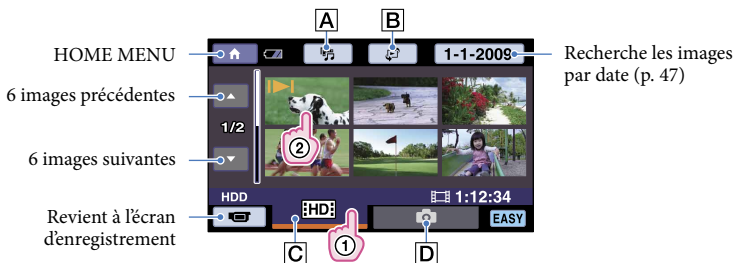 A
B
HOME MENU
1-1-2009
Recherche les images
par date (p. 47)
6 images précédentes
1/2
②
6 images suivantes
HDD
1:12:34
Revient à l'écran
d'enregistrement
HD
①
EASY
C
D